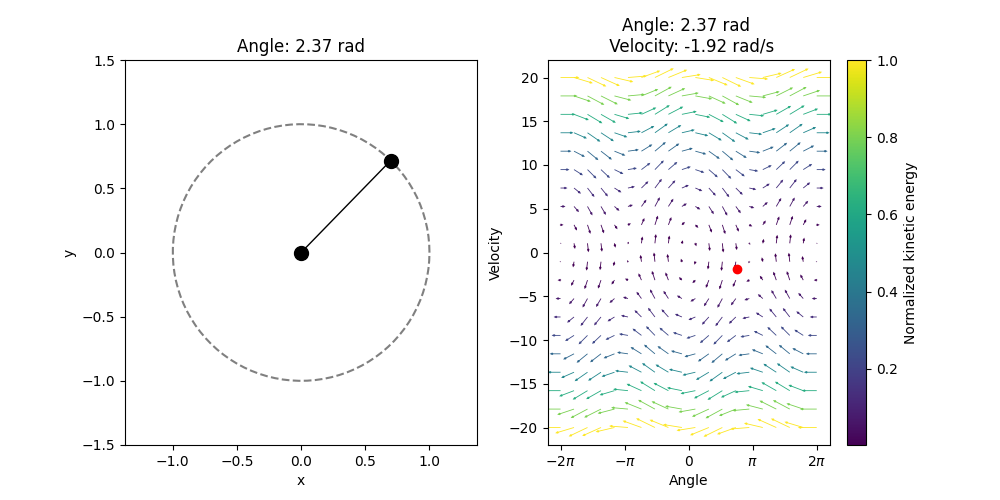 Angle: 2.37 rad
1.5
1.0
0.5
0.0
−0.5
−1.0
−1.5
y
−1.0
−0.5
0.0
0.5
1.0
x
Angle: 2.37 rad
Velocity: -1.92 rad/s
20
15
10
5
0
−5
−10
−15
−20
Velocity
−2π
−π
0
π
2π
Angle
1.0
0.8
0.6
0.4
0.2
Normalized kinetic energy